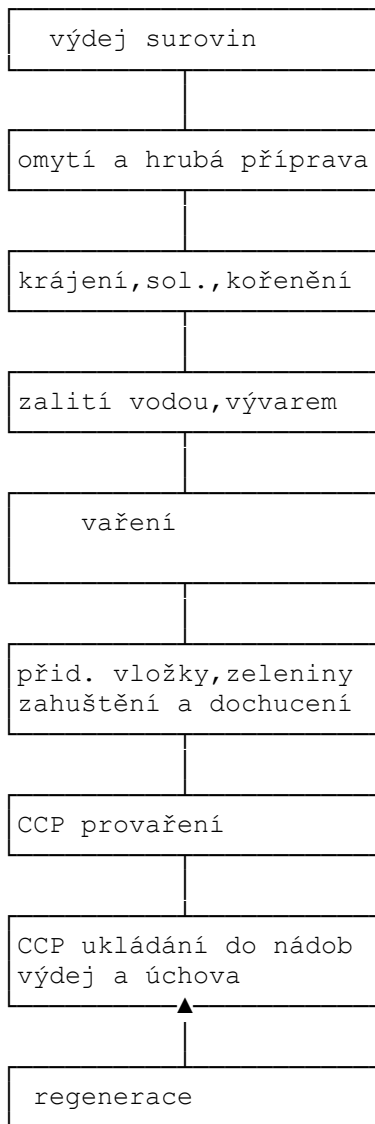 výdej surovin
omytí a hrubá příprava
krájení,sol.,kořenění
zalití vodou,vývarem
vaření
přid. vložky,zeleniny
zahuštění a dochucení
CCP provaření
CCP ukládání do nádob
výdej a úchova
regenerace